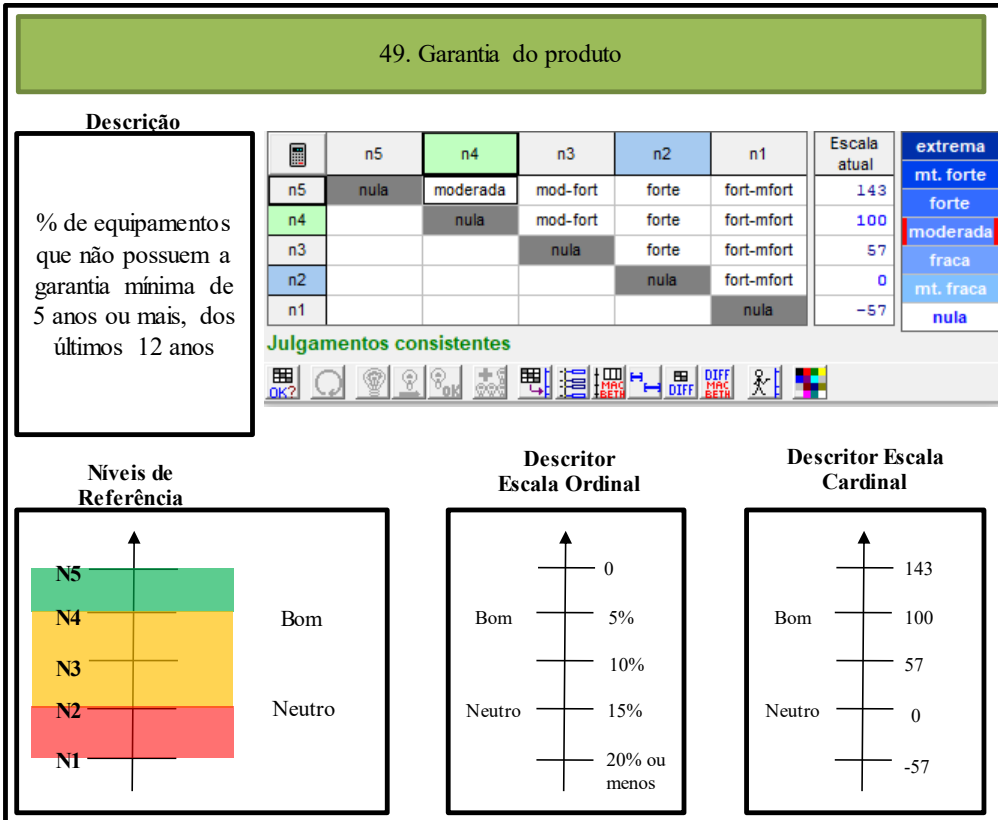 49. Garantia do produto
Descrição
% de equipamentos
que não possuem a
garantia mínima de
5 anos ou mais, dos
últimos 12 anos
n5 n4 n3 n2 n1 Escala atual
n5 nula moderada mod-fort forte fort-mfort 143
n4 nula mod-fort forte fort-mfort 100
n3 nula forte fort-mfort 57
n2 nula fort-mfort 0
n1 nula -57
extrema
mt. forte
forte
moderada
fraca
mt. fraca
nula
Julgamentos consistentes
OK? OK MAC BETH DIFF DIFF MAC BETH
Níveis de
Referência
N5
N4 Bom
N3
N2 Neutro
N1
Descritor
Escala Ordinal
0
Bom 5%
10%
Neutro 15%
20% ou
menos
Descritor Escala
Cardinal
143
Bom 100
57
Neutro 0
-57